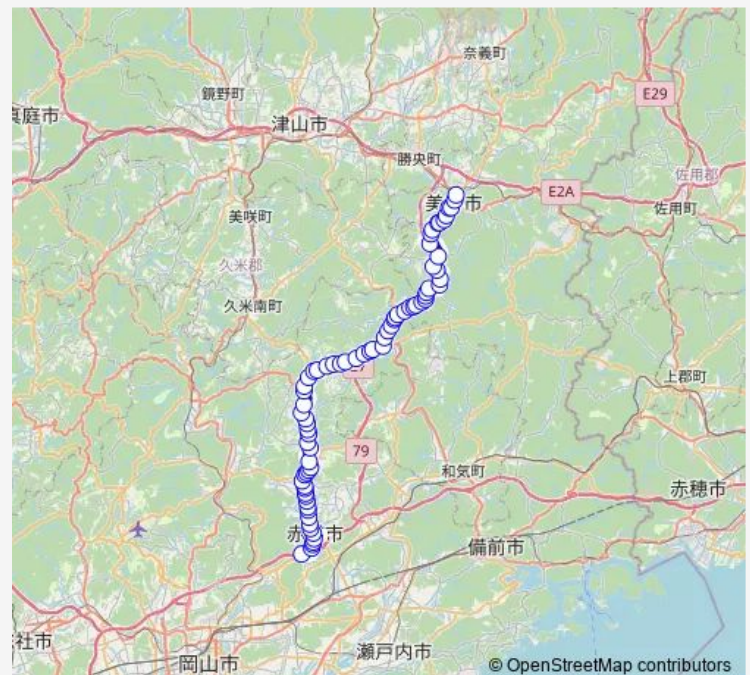 奈義町
E29
鏡野町
真庭市
津山市
勝央町
佐用郡
E2A
佐用町
美 市
美咲町
久米郡
久米南町
上郡町
79
和気町
赤穂市
赤 市
備前市
社市
瀬戸内市
岡山市
© OpenStreetMap contributors